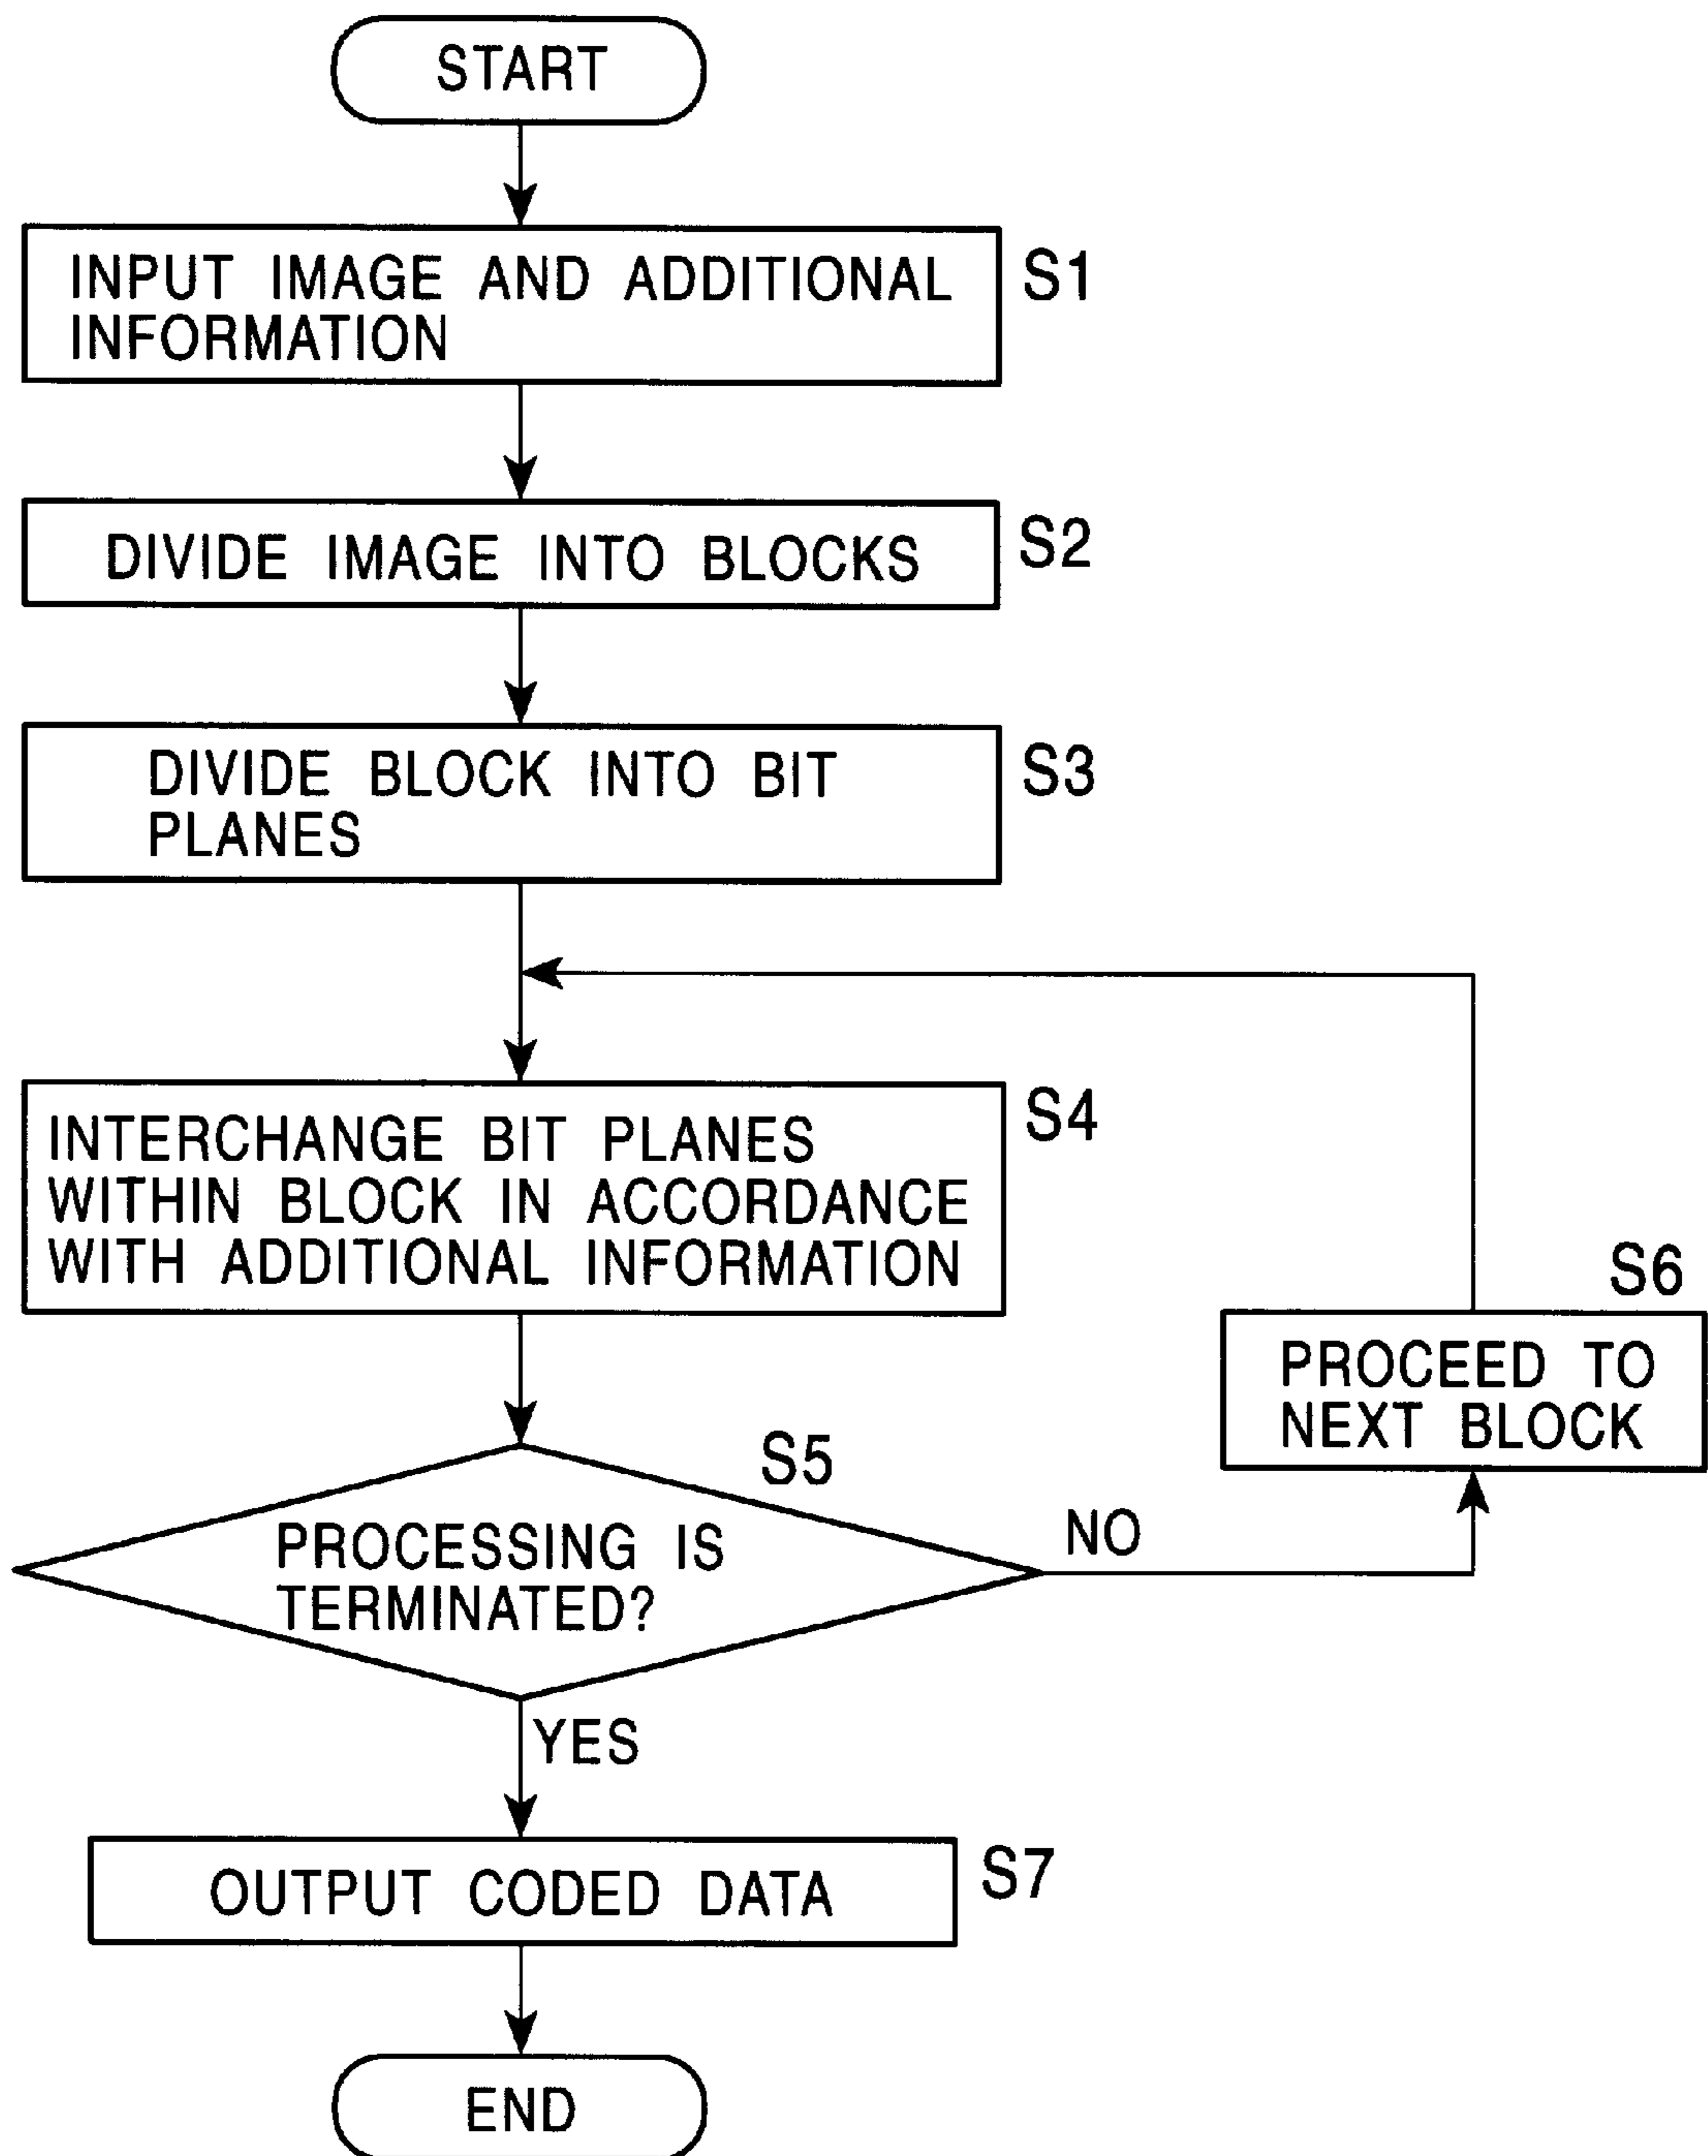 START
INPUT IMAGE AND ADDITIONAL
INFORMATION
S1
DIVIDE IMAGE INTO BLOCKS
S2
DIVIDE BLOCK INTO BIT
PLANES
S3
INTERCHANGE BIT PLANES
WITHIN BLOCK IN ACCORDANCE
WITH ADDITIONAL INFORMATION
S4
S6
PROCEED TO
NEXT BLOCK
S5
PROCESSING IS
TERMINATED?
NO
YES
OUTPUT CODED DATA
S7
END